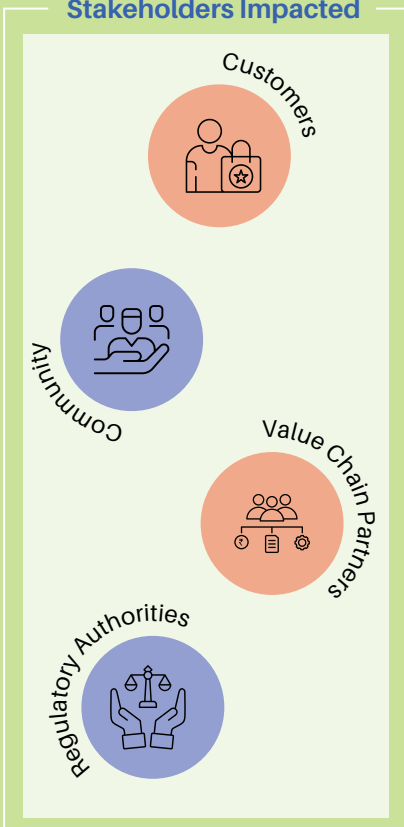 Stakeholders Impacted
Customers
Community
Value Chain Partners
Regulatory Authorities